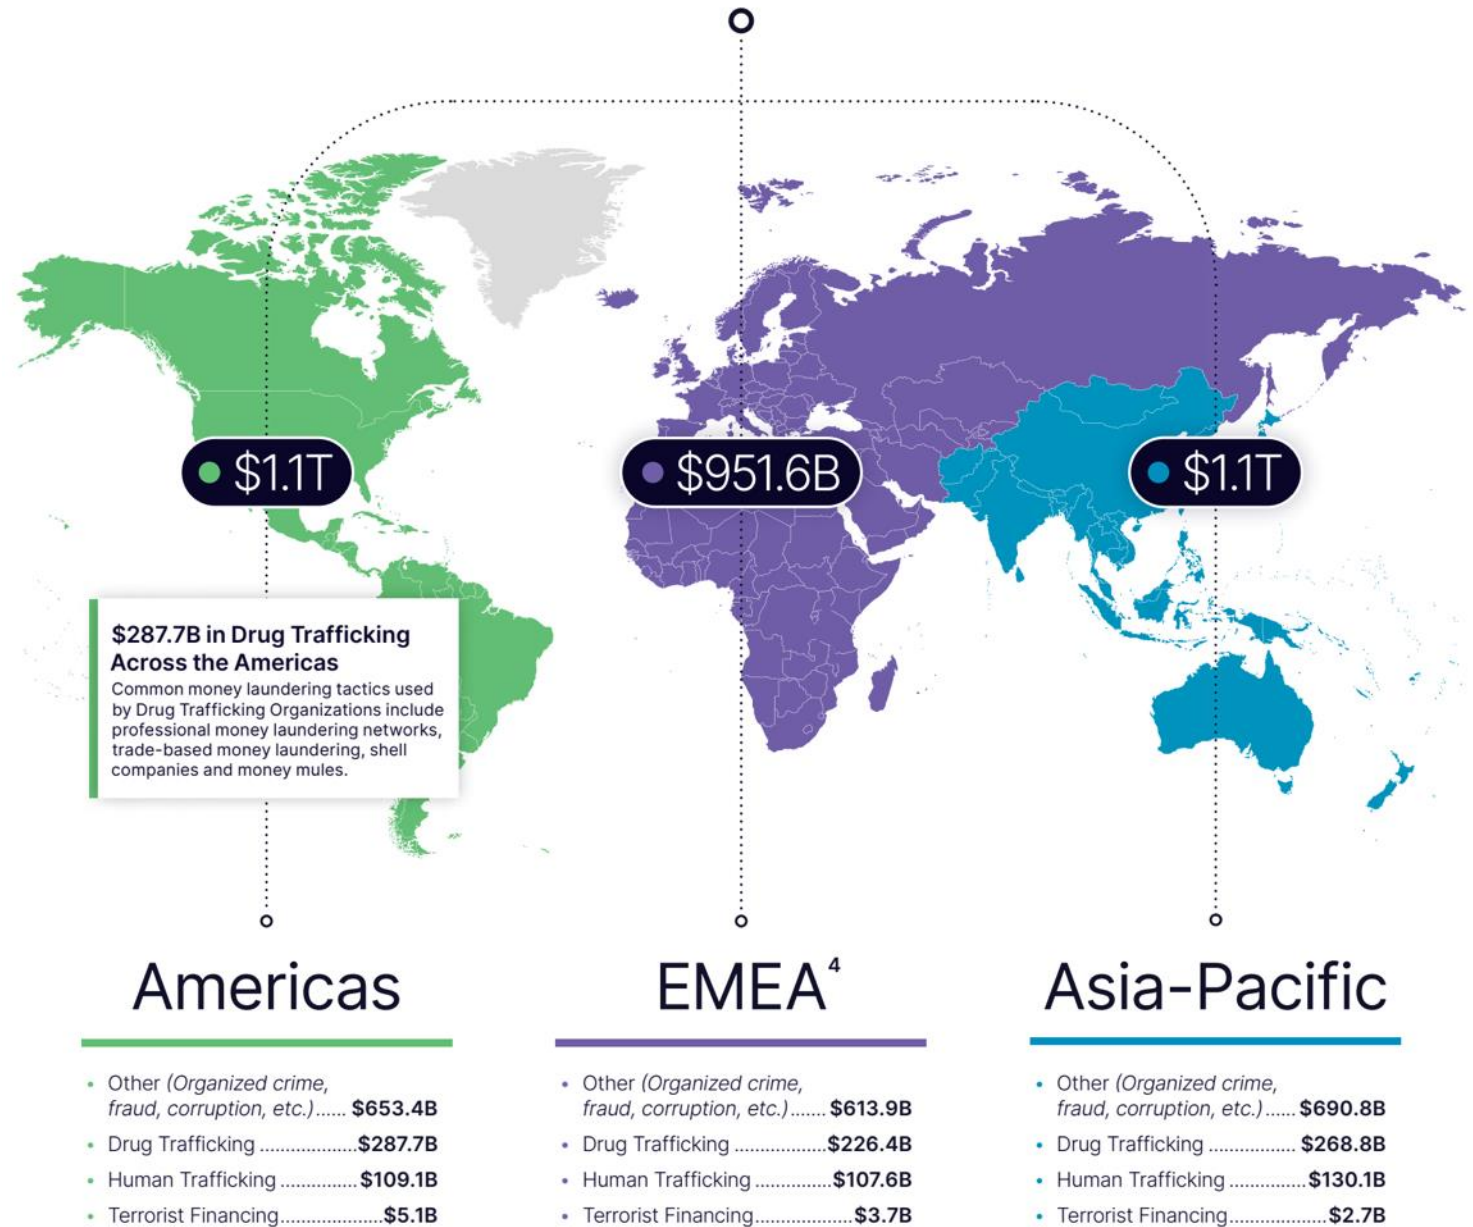 $1.1T
$951.6B
$1.1T
$287.7B in Drug Trafficking
Across the Americas
Common money laundering tactics used
by Drug Trafficking Organizations include
professional money laundering networks,
trade-based money laundering, shell
companies and money mules.
Americas
• Other (Organized crime,
fraud, corruption, etc.)...... $653.4B
• Drug Trafficking ...................$287.7B
• Human Trafficking ...............$109.1B
• Terrorist Financing....................$5.1B
EMEA⁴
• Other (Organized crime,
fraud, corruption, etc.)....... $613.9B
• Drug Trafficking ...................$226.4B
• Human Trafficking ...............$107.6B
• Terrorist Financing...................$3.7B
Asia-Pacific
• Other (Organized crime,
fraud, corruption, etc.)...... $690.8B
• Drug Trafficking ................. $268.8B
• Human Trafficking ...............$130.1B
• Terrorist Financing...................$2.7B